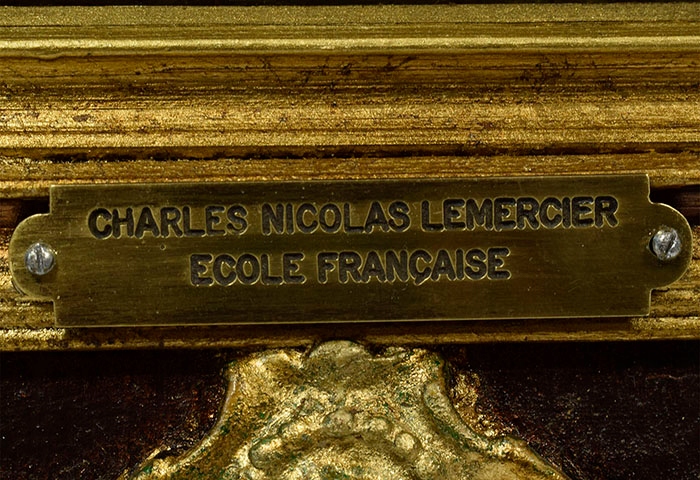 CHARLES NICOLAS LEMERCIER
ECOLE FRANÇAISE